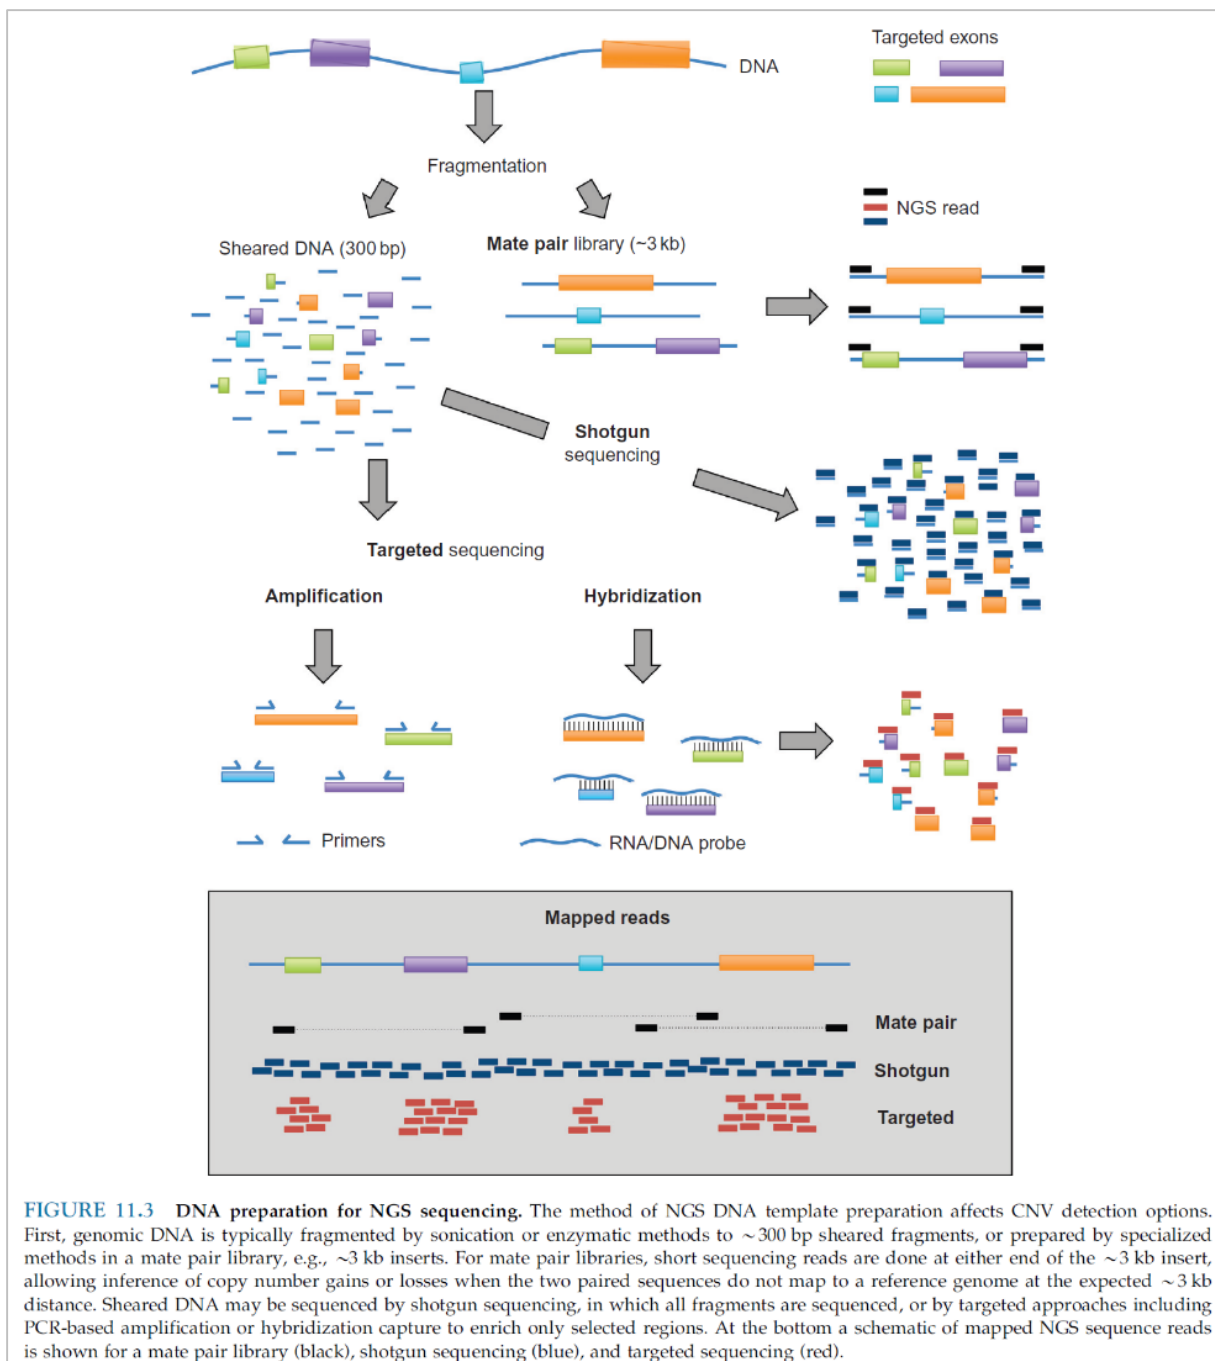 DNA
Targeted exons
Fragmentation
NGS read
Sheared DNA (300 bp)
Mate pair library (~3 kb)
Shotgun
sequencing
Targeted sequencing
Amplification
Hybridization
Primers
RNA/DNA probe
Mapped reads
Mate pair
Shotgun
Targeted
FIGURE 11.3 DNA preparation for NGS sequencing. The method of NGS DNA template preparation affects CNV detection options.
First, genomic DNA is typically fragmented by sonication or enzymatic methods to ~300 bp sheared fragments, or prepared by specialized
methods in a mate pair library, e.g., ~3 kb inserts. For mate pair libraries, short sequencing reads are done at either end of the ~3 kb insert,
allowing inference of copy number gains or losses when the two paired sequences do not map to a reference genome at the expected ~3 kb
distance. Sheared DNA may be sequenced by shotgun sequencing, in which all fragments are sequenced, or by targeted approaches including
PCR-based amplification or hybridization capture to enrich only selected regions. At the bottom a schematic of mapped NGS sequence reads
is shown for a mate pair library (black), shotgun sequencing (blue), and targeted sequencing (red).